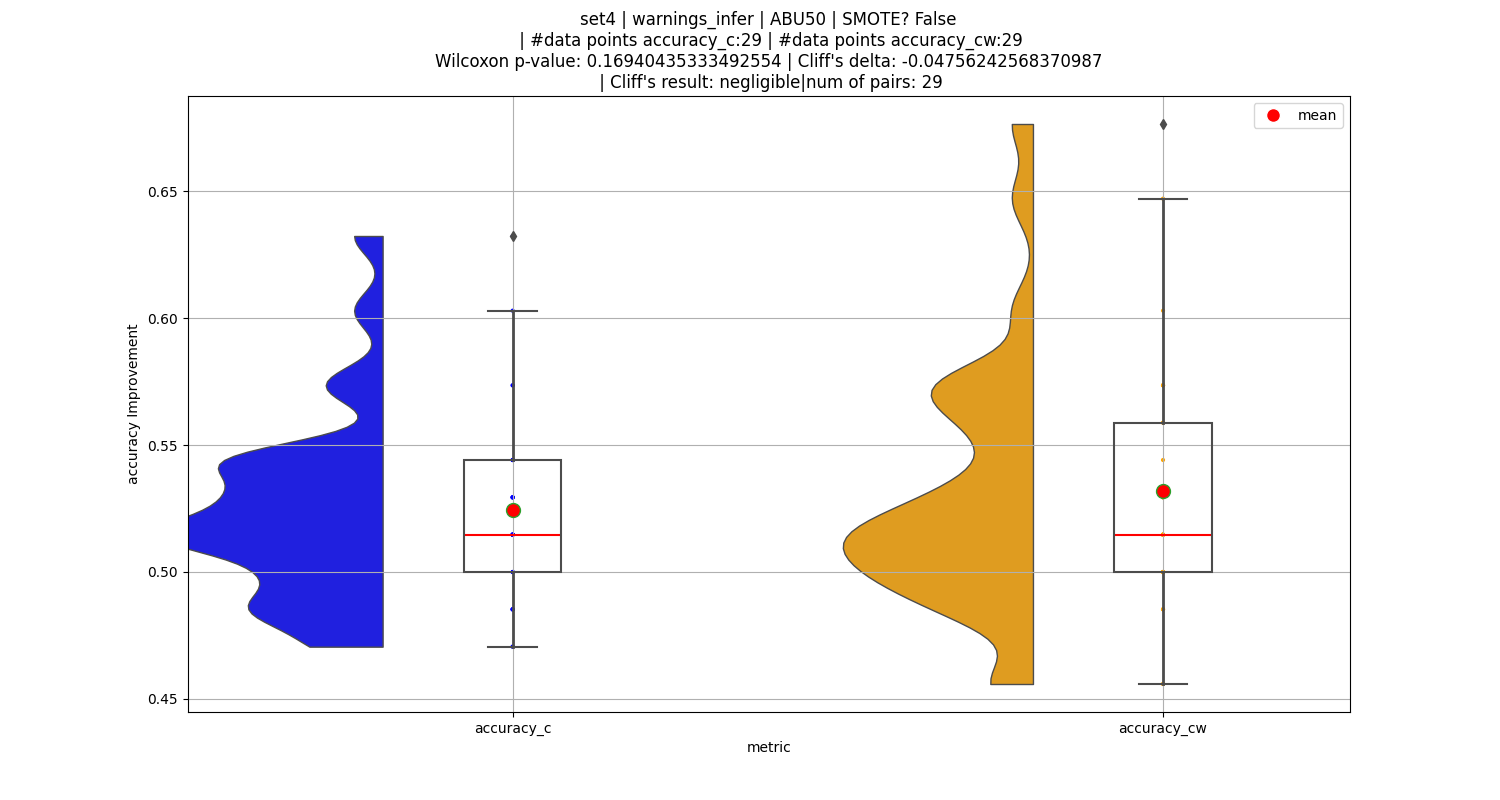 set4 | warnings_infer | ABU50 | SMOTE? False
| #data points accuracy_c:29 | #data points accuracy_cw:29
Wilcoxon p-value: 0.16940435333492554 | Cliff's delta: -0.04756242568370987
| Cliff's result: negligible|num of pairs: 29
mean
0.65
0.60
0.55
0.50
0.45
accuracy Improvement
accuracy_c
accuracy_cw
metric